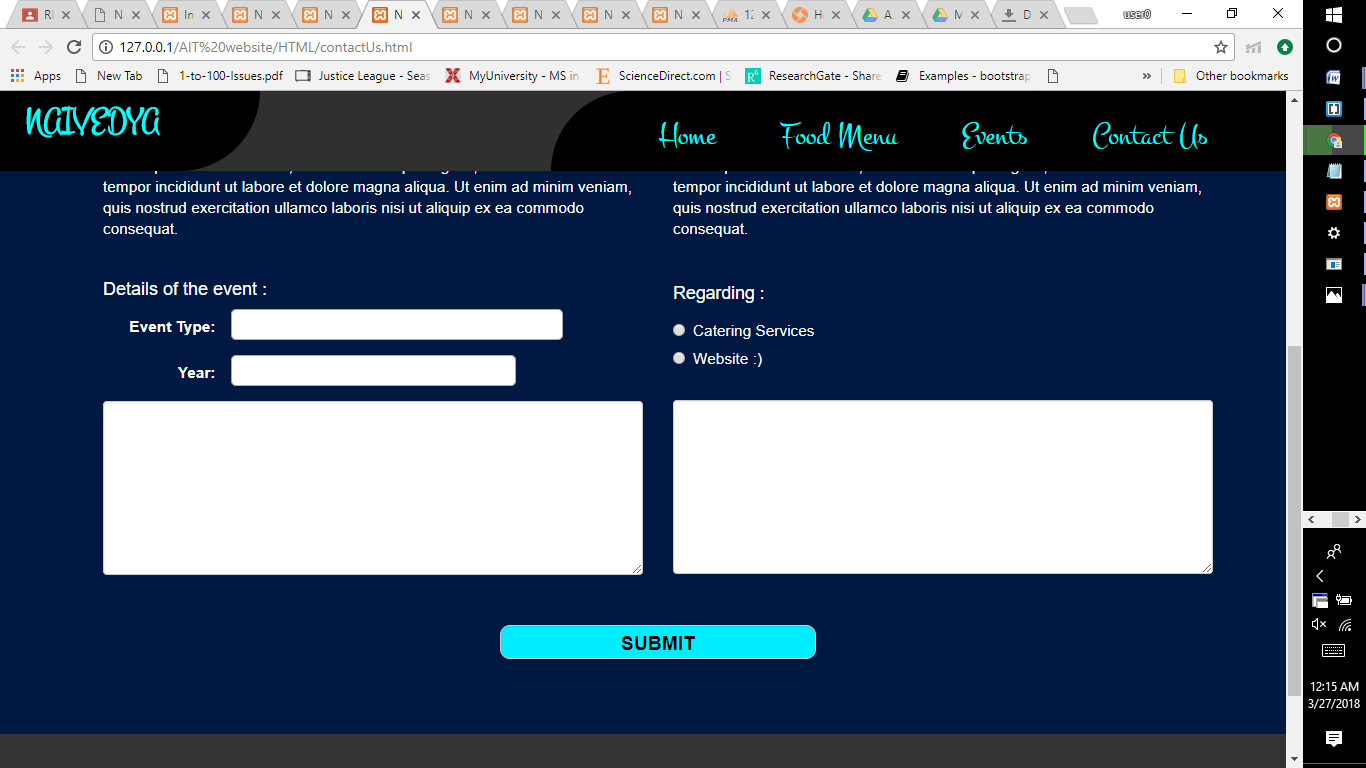 RI
N
In
N
N
N
N
N
N
N
12
H
A
M
D
user0
127.0.0.1/AIT%20website/HTML/contactUs.html
Apps
New Tab
1-to-100-Issues.pdf
Justice League - Seas
MyUniversity - MS in
ScienceDirect.com | S
ResearchGate - Share
Examples - bootstrap
»
Other bookmarks
NAIVEDYA
Home
Food Menu
Events
Contact Us
tempor incididunt ut labore et dolore magna aliqua. Ut enim ad minim veniam,
quis nostrud exercitation ullamco laboris nisi ut aliquip ex ea commodo
consequat.
tempor incididunt ut labore et dolore magna aliqua. Ut enim ad minim veniam,
quis nostrud exercitation ullamco laboris nisi ut aliquip ex ea commodo
consequat.
Details of the event :
Event Type:
Year:
Regarding :
Catering Services
Website :)
SUBMIT
12:15 AM
3/27/2018